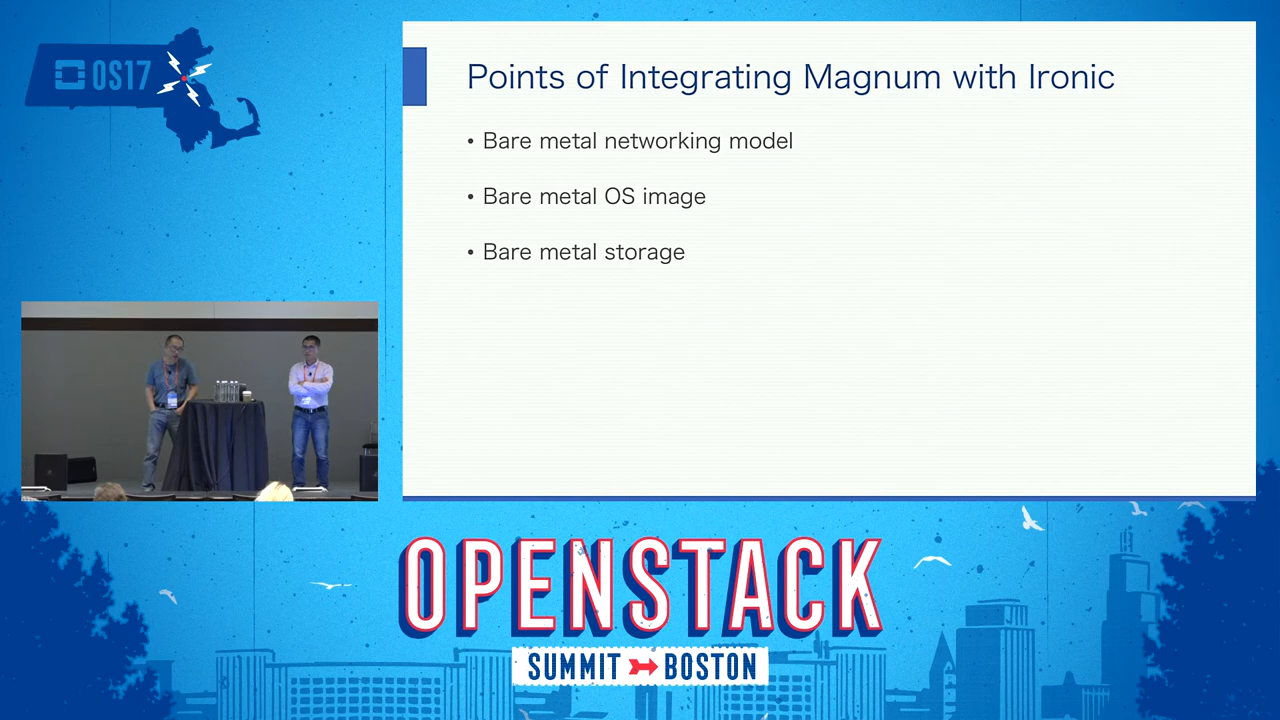 OS17
Points of Integrating Magnum with Ironic
• Bare metal networking model
• Bare metal OS image
• Bare metal storage
OPENSTACK
SUMMIT BOSTON